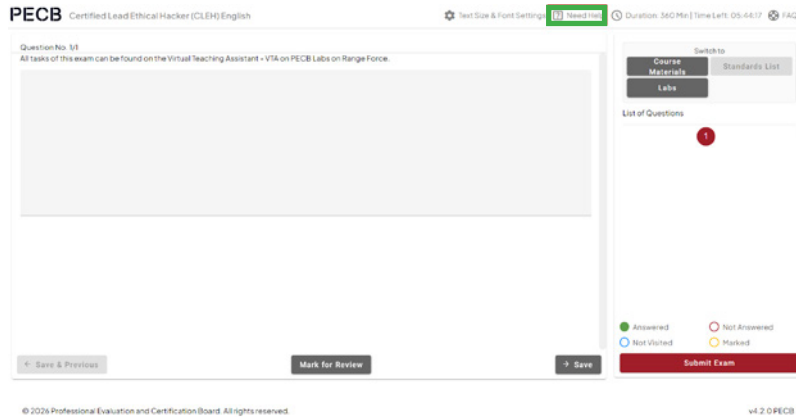 PECB Certified Lead Ethical Hacker (CLEH) English
Text Size & Font Settings
Need Help
Duration: 360 Min | Time Left: 05:44:17
FAQ
Question No. 1/1
All tasks of this exam can be found on the Virtual Teaching Assistant - VTA on PECB Labs on Range Force.
Switch to
Course Materials
Standards List
Labs
List of Questions
1
Answered
Not Answered
Not Visited
Marked
← Save & Previous
Mark for Review
→ Save
Submit Exam
© 2026 Professional Evaluation and Certification Board. All rights reserved.
v4.2.0 PECB